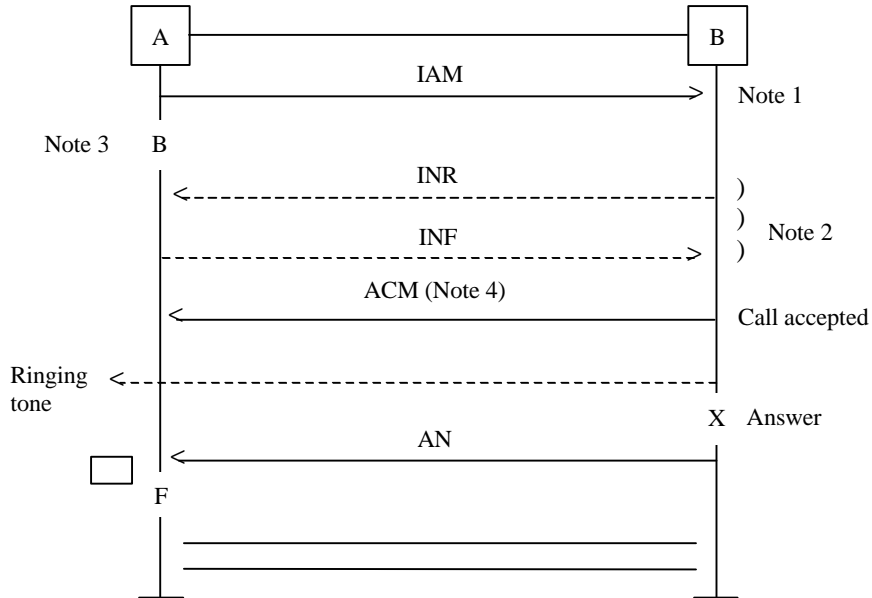 A
B
IAM
Note 1
Note 3
B
INR
)
)
Note 2
INF
)
ACM (Note 4)
Call accepted
Ringing
tone
X
Answer
AN
F